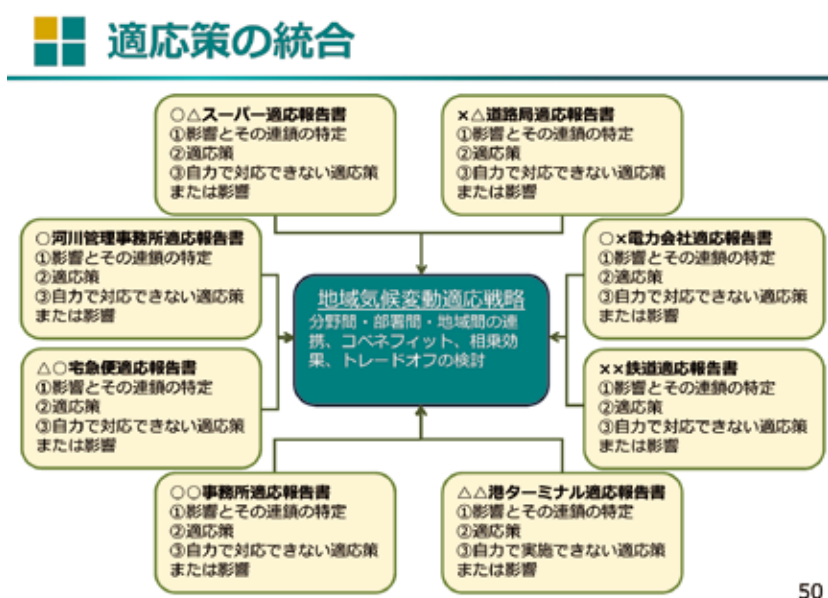 適応策の統合
○△スーパー適応報告書
①影響とその連鎖の特定
②適応策
③自力で対応できない適応策
または影響
×△道路局適応報告書
①影響とその連鎖の特定
②適応策
③自力で対応できない適応策
または影響
○河川管理事務所適応報告書
①影響とその連鎖の特定
②適応策
③自力で対応できない適応策
または影響
地域気候変動適応戦略
分野間・部署間・地域間の連
携、コベネフィット、相乗効
果、トレードオフの検討
○×電力会社適応報告書
①影響とその連鎖の特定
②適応策
③自力で対応できない適応策
または影響
△○宅急便適応報告書
①影響とその連鎖の特定
②適応策
③自力で対応できない適応策
または影響
××鉄道適応報告書
①影響とその連鎖の特定
②適応策
③自力で対応できない適応策
または影響
○○事務所適応報告書
①影響とその連鎖の特定
②適応策
③自力で対応できない適応策
または影響
△△港ターミナル適応報告書
①影響とその連鎖の特定
②適応策
③自力で実施できない適応策
または影響
50